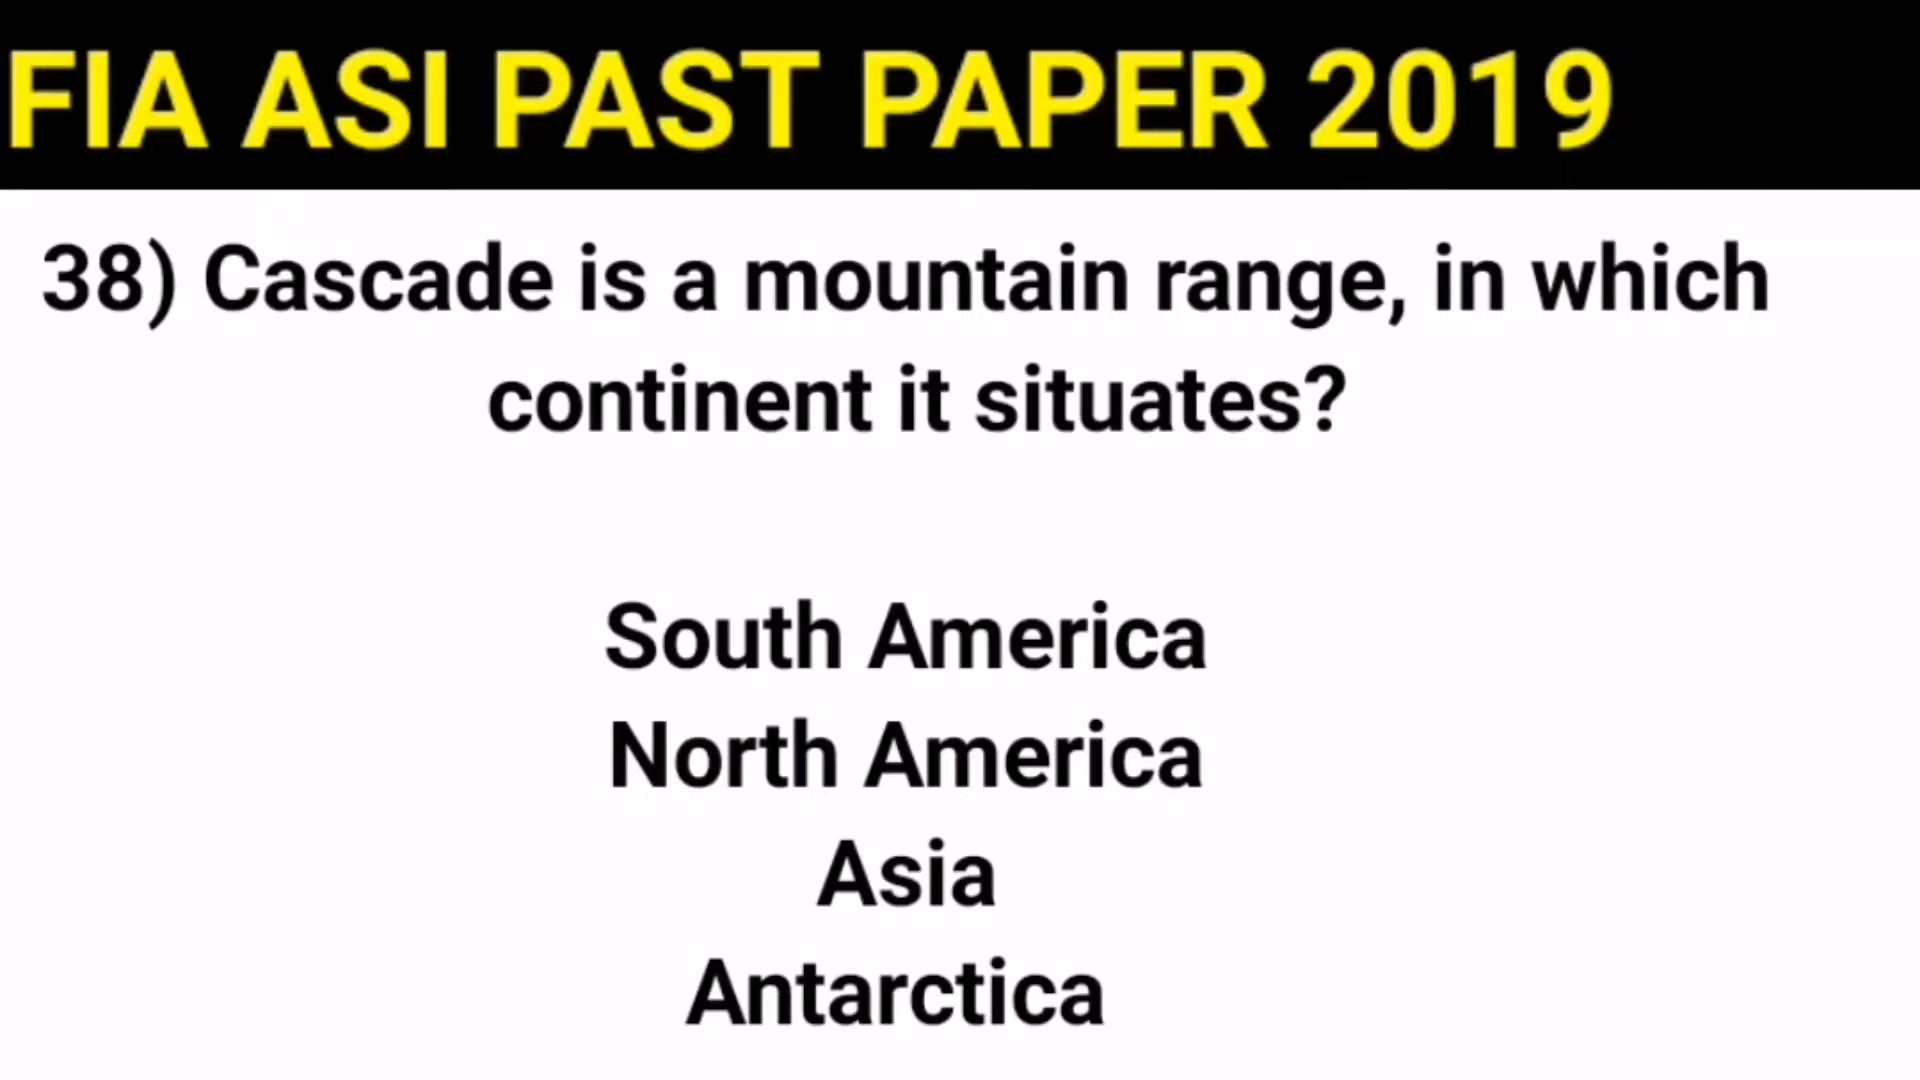 FIA ASI PAST PAPER 2019
38) Cascade is a mountain range, in which
continent it situates?
South America
North America
Asia
Antarctica